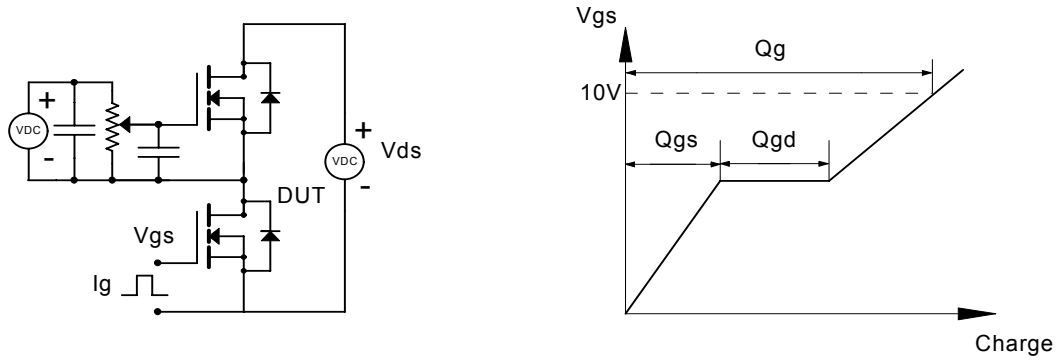 +
VDC
-
+
VDC
Vds
-
DUT
Vgs
Ig
Vgs
Qg
10V
Qgs
Qgd
Charge